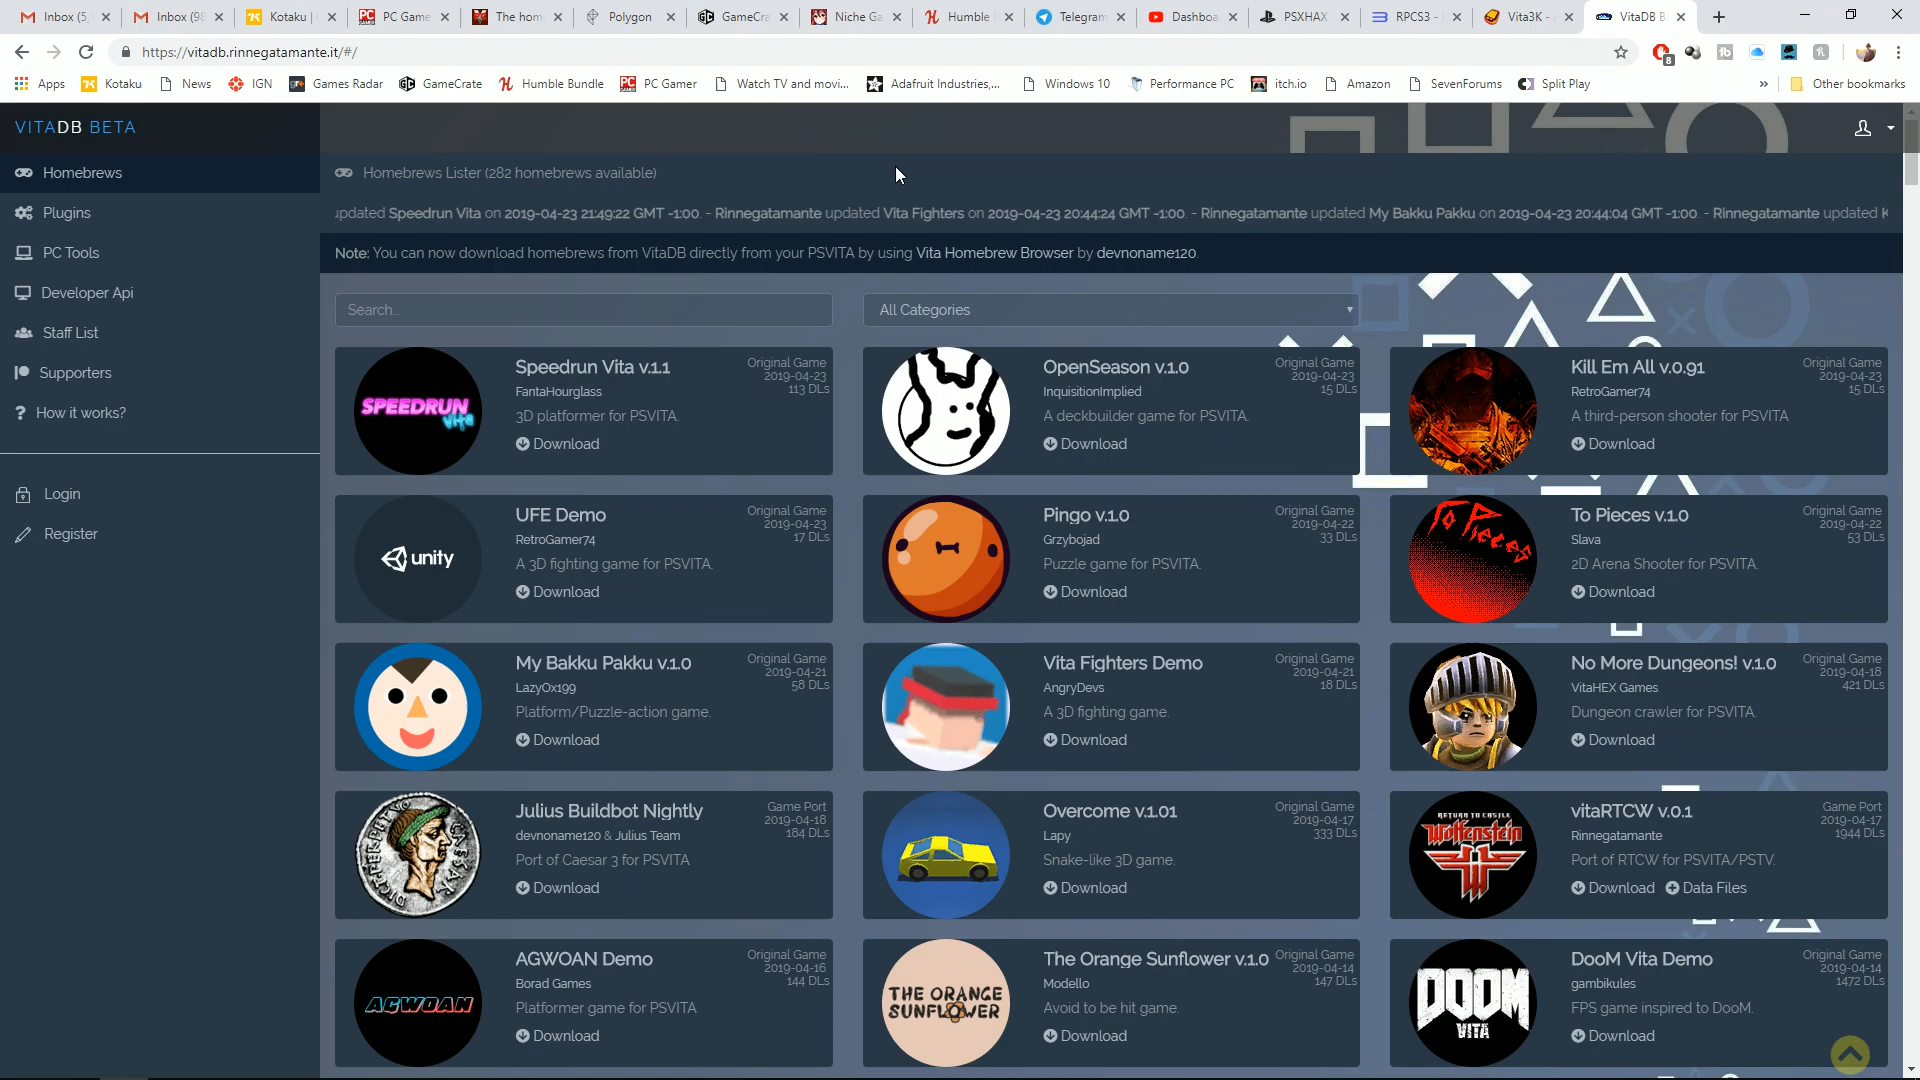 Inbox (5,
Inbox (98
Kotaku |
PC Game
The hom
Polygon
GameCra
Niche Ga
Humble
Telegram
Dashboa
PSXHAX
RPCS3 -
Vita3K -
VitaDB B
https://vitadb.rinnegatamante.it/#/
8
Apps
Kotaku
News
IGN
Games Radar
GameCrate
Humble Bundle
PC Gamer
Watch TV and movi...
Adafruit Industries,...
Windows 10
Performance PC
itch.io
Amazon
SevenForums
Split Play
»
Other bookmarks
VITADB BETA
Homebrews
Plugins
PC Tools
Developer Api
Staff List
Supporters
How it works?
Login
Register
Homebrews Lister (282 homebrews available)
updated Speedrun Vita on 2019-04-23 21:49:22 GMT -1:00. - Rinnegatamante updated Vita Fighters on 2019-04-23 20:44:24 GMT -1:00. - Rinnegatamante updated My Bakku Pakku on 2019-04-23 20:44:04 GMT -1:00. - Rinnegatamante updated K
Note: You can now download homebrews from VitaDB directly from your PSVITA by using Vita Homebrew Browser by devnoname120.
Search...
All Categories
SPEEDRUN
Vita
Speedrun Vita v.1.1
FantaHourglass
3D platformer for PSVITA.
Download
Original Game
2019-04-23
113 DLs
OpenSeason v.1.0
InquisitionImplied
A deckbuilder game for PSVITA.
Download
Original Game
2019-04-23
15 DLs
Kill Em All v.0.91
RetroGamer74
A third-person shooter for PSVITA
Download
Original Game
2019-04-23
15 DLs
unity
UFE Demo
RetroGamer74
A 3D fighting game for PSVITA.
Download
Original Game
2019-04-23
17 DLs
Pingo v.1.0
Grzybojad
Puzzle game for PSVITA.
Download
Original Game
2019-04-22
33 DLs
To Pieces
To Pieces v.1.0
Slava
2D Arena Shooter for PSVITA.
Download
Original Game
2019-04-22
53 DLs
My Bakku Pakku v.1.0
LazyOx199
Platform/Puzzle-action game.
Download
Original Game
2019-04-21
58 DLs
Vita Fighters Demo
AngryDevs
A 3D fighting game.
Download
Original Game
2019-04-21
18 DLs
No More Dungeons! v.1.0
VitaHEX Games
Dungeon crawler for PSVITA.
Download
Original Game
2019-04-18
421 DLs
Julius Buildbot Nightly
devnoname120 & Julius Team
Port of Caesar 3 for PSVITA
Download
Game Port
2019-04-18
184 DLs
Overcome v.1.01
Lapy
Snake-like 3D game.
Download
Original Game
2019-04-17
333 DLs
RETURN TO CASTLE
Wolfenstein
vitaRTCW v.0.1
Rinnegatamante
Port of RTCW for PSVITA/PSTV.
Download
Data Files
Game Port
2019-04-17
1944 DLs
AGWOAN
AGWOAN Demo
Borad Games
Platformer game for PSVITA
Download
Original Game
2019-04-16
144 DLs
THE ORANGE
SUNFLOWER
The Orange Sunflower v.1.0
Modello
Avoid to be hit game.
Download
Original Game
2019-04-14
147 DLs
DOOM
VITA
DooM Vita Demo
gambikules
FPS game inspired to DooM.
Download
Original Game
2019-04-14
1472 DLs